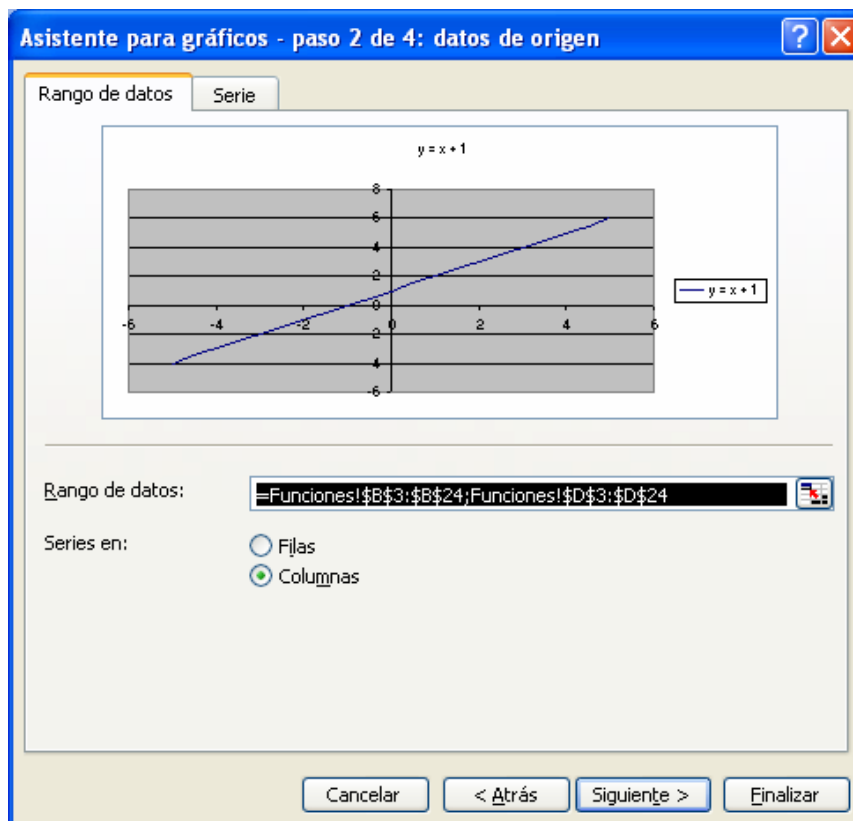 Asistente para gráficos - paso 2 de 4: datos de origen
Rango de datos
Serie
y = x + 1
8
6
4
2
0
-6 -4 -2 0 2 4 6
2
4
-6
y = x + 1
Rango de datos: =Funciones!$B$3:$B$24;Funciones!$D$3:$D$24
Series en: Filas
Columnas
Cancelar < Atrás Siguiente > Finalizar